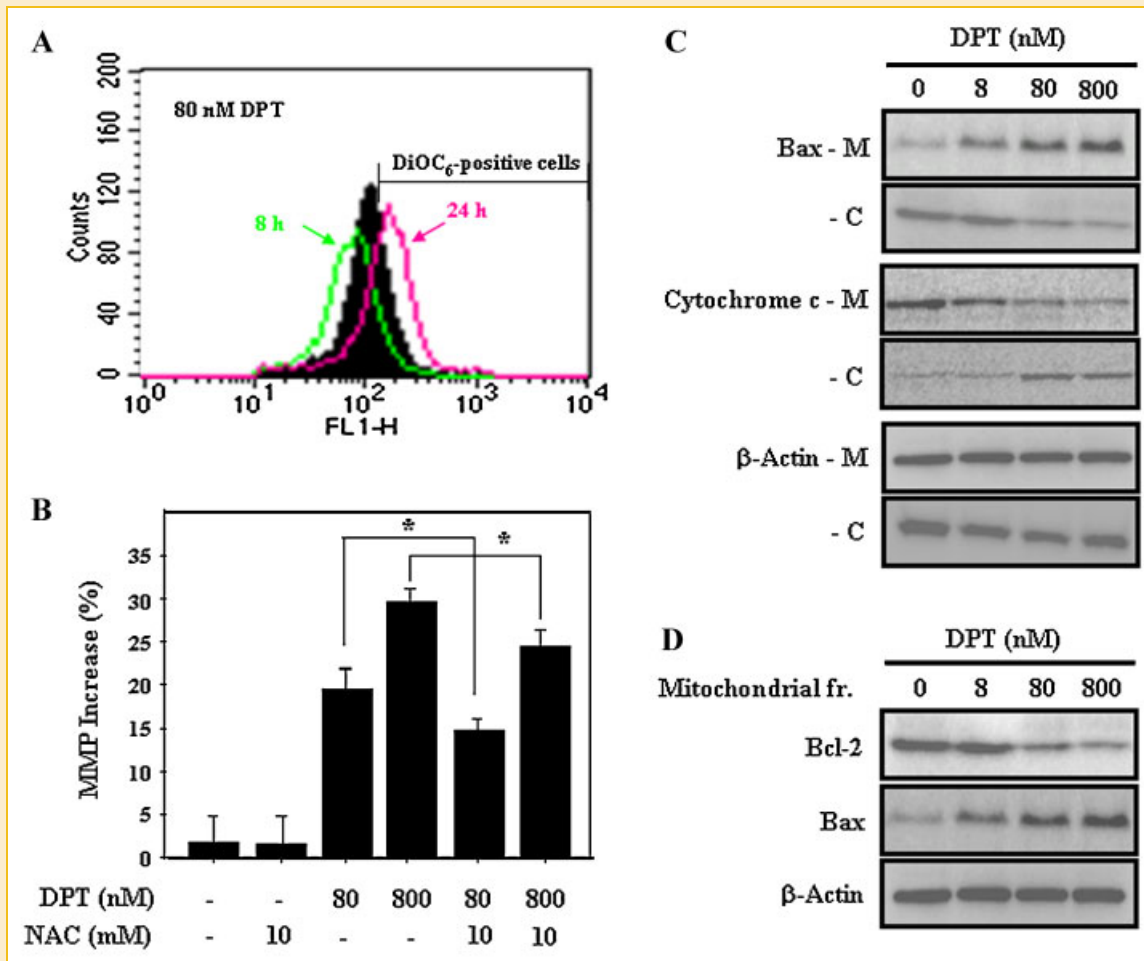 A
200
160
120
80
40
0
Counts
80 nM DPT
DiOC6-positive cells
8 h
24 h
10^0 10^1 10^2 10^3 10^4
FL1-H
B
MMP Increase (%)
35
30
25
20
15
10
5
0
* *
DPT (nM) - - 80 800 80 800
NAC (mM) - 10 - - 10 10
C
DPT (nM)
0 8 80 800
Bax - M
- C
Cytochrome c - M
- C
β-Actin - M
- C
D
DPT (nM)
Mitochondrial fr. 0 8 80 800
Bcl-2
Bax
β-Actin